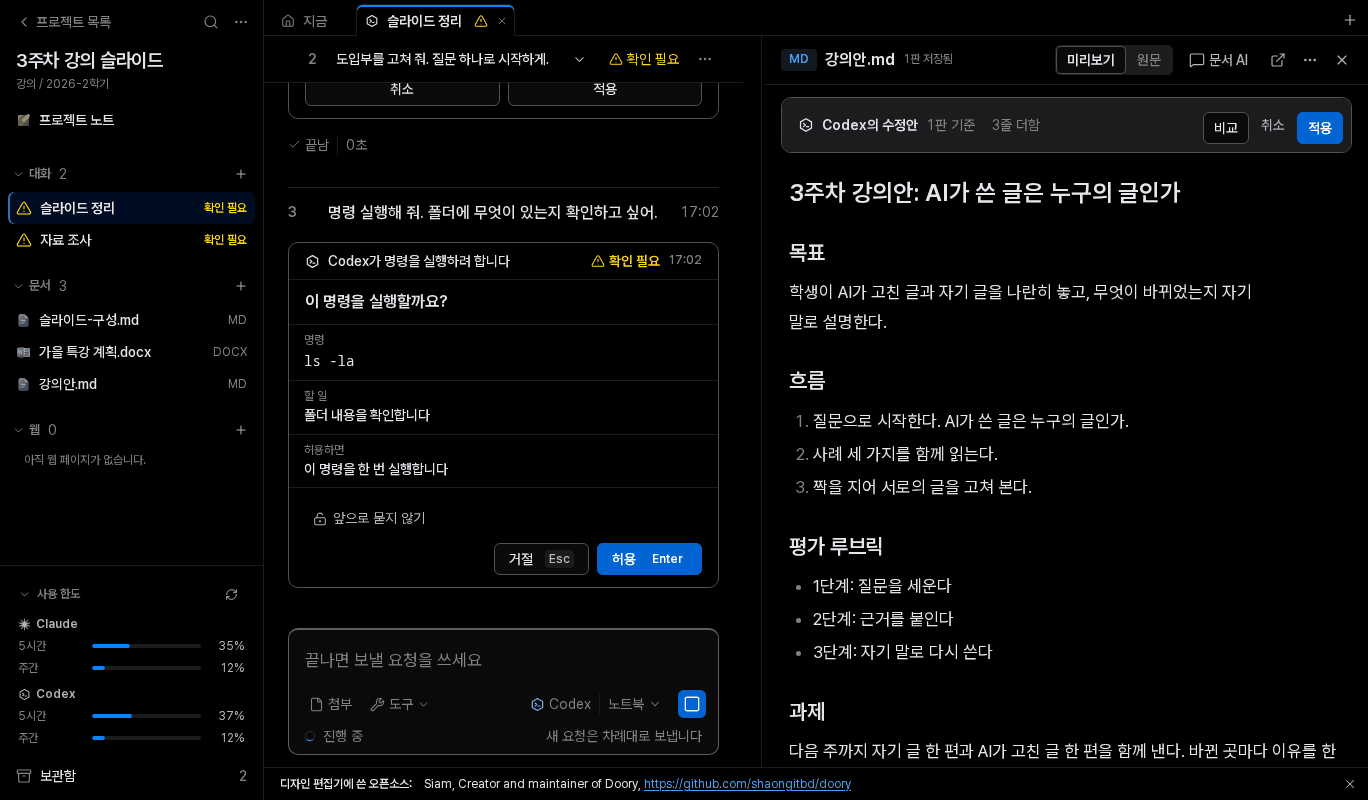 프로젝트 목록
3주차 강의 슬라이드
강의 / 2026-2학기
프로젝트 노트
대화 2
슬라이드 정리 확인 필요
자료 조사 확인 필요
문서 3
슬라이드-구성.md MD
가을 특강 계획.docx DOCX
강의안.md MD
웹 0
아직 웹 페이지가 없습니다.
사용 한도
Claude
5시간 35%
주간 12%
Codex
5시간 37%
주간 12%
보관함 2
지금
슬라이드 정리
2 도입부를 고쳐 줘. 질문 하나로 시작하게. 확인 필요
취소 적용
끝남 0초
3 명령 실행해 줘. 폴더에 무엇이 있는지 확인하고 싶어. 17:02
Codex가 명령을 실행하려 합니다 확인 필요 17:02
이 명령을 실행할까요?
명령
ls -la
할 일
폴더 내용을 확인합니다
허용하면
이 명령을 한 번 실행합니다
앞으로 묻지 않기
거절 Esc 허용 Enter
끝나면 보낼 요청을 쓰세요
첨부 도구 Codex 노트북
진행 중 새 요청은 차례대로 보냅니다
MD 강의안.md 1판 저장됨 미리보기 원문 문서 AI
Codex의 수정안 1판 기준 3줄 더함 비교 취소 적용
3주차 강의안: AI가 쓴 글은 누구의 글인가
목표
학생이 AI가 고친 글과 자기 글을 나란히 놓고, 무엇이 바뀌었는지 자기
말로 설명한다.
흐름
1. 질문으로 시작한다. AI가 쓴 글은 누구의 글인가.
2. 사례 세 가지를 함께 읽는다.
3. 짝을 지어 서로의 글을 고쳐 본다.
평가 루브릭
1단계: 질문을 세운다
2단계: 근거를 붙인다
3단계: 자기 말로 다시 쓴다
과제
다음 주까지 자기 글 한 편과 AI가 고친 글 한 편을 함께 낸다. 바뀐 곳마다 이유를 한
디자인 편집기에 쓴 오픈소스: Siam, Creator and maintainer of Doory, https://github.com/shaongitbd/doory